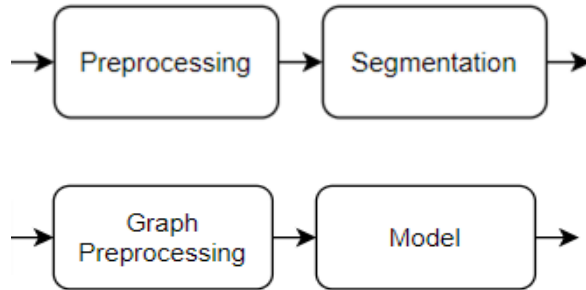 Preprocessing
Segmentation
Graph
Preprocessing
Model